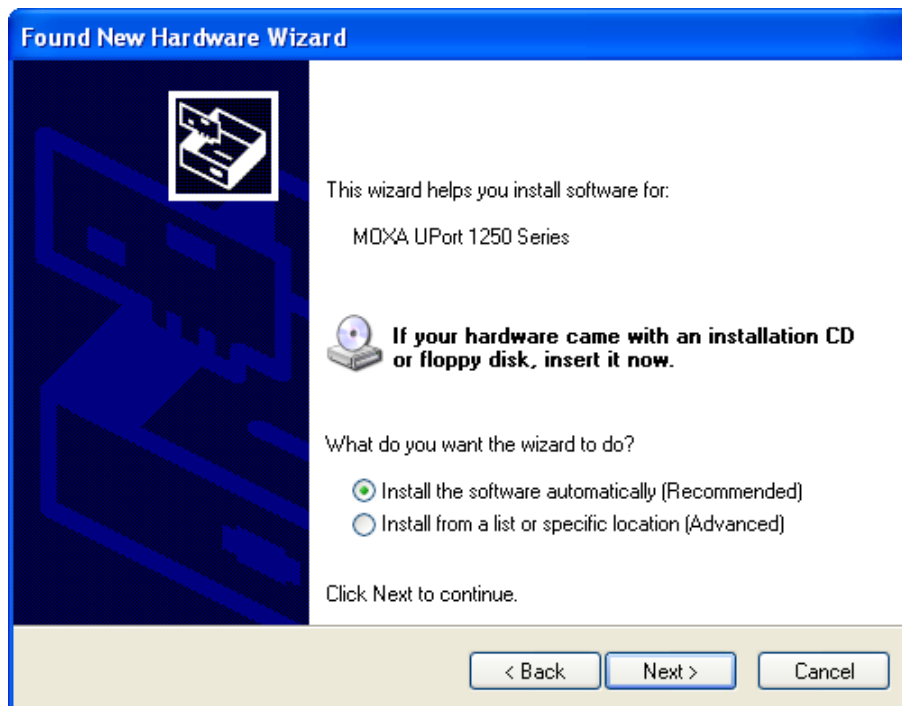 Found New Hardware Wizard
This wizard helps you install software for:
MOXA UPort 1250 Series
If your hardware came with an installation CD
or floppy disk, insert it now.
What do you want the wizard to do?
Install the software automatically (Recommended)
Install from a list or specific location (Advanced)
Click Next to continue.
< Back Next > Cancel